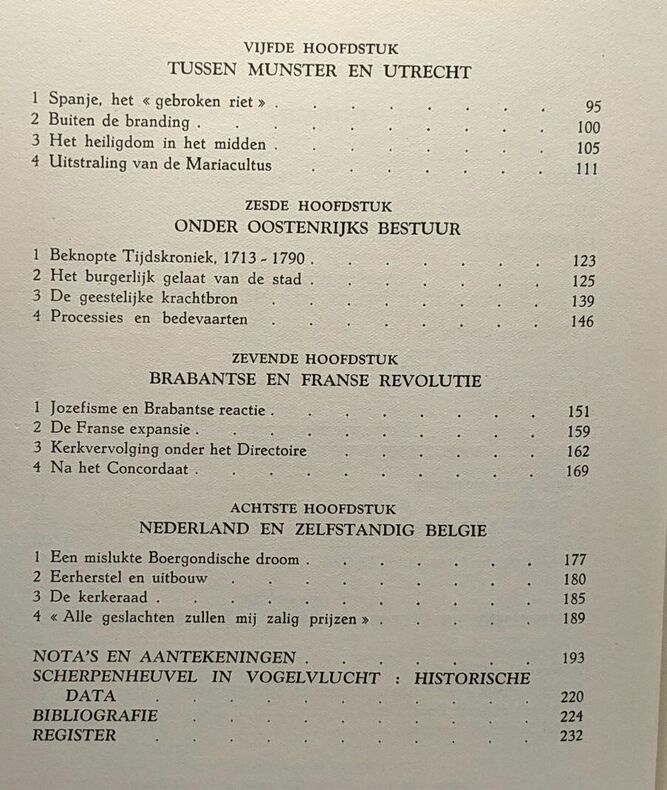 VIJFDE HOOFDSTUK
TUSSEN MUNSTER EN UTRECHT
1 Spanje, het « gebroken riet » . . . . . . . . 95
2 Buiten de branding . . . . . . . . . . 100
3 Het heiligdom in het midden . . . . . . . . 105
4 Uitstraling van de Mariacultus . . . . . . . 111
ZESDE HOOFDSTUK
ONDER OOSTENRIJKS BESTUUR
1 Beknopte Tijdskroniek, 1713 - 1790 . . . . . . . 123
2 Het burgerlijk gelaat van de stad . . . . . . . 125
3 De geestelijke krachtbron . . . . . . . . 139
4 Processies en bedevaarten . . . . . . . . 146
ZEVENDE HOOFDSTUK
BRABANTSE EN FRANSE REVOLUTIE
1 Jozefisme en Brabantse reactie . . . . . . . . 151
2 De Franse expansie . . . . . . . . . . 159
3 Kerkvervolging onder het Directoire . . . . . . 162
4 Na het Concordaat . . . . . . . . . . 169
ACHTSTE HOOFDSTUK
NEDERLAND EN ZELFSTANDIG BELGIE
1 Een mislukte Boergondische droom . . . . . . . 177
2 Eerherstel en uitbouw . . . . . . . . . 180
3 De kerkeraad . . . . . . . . . . . 185
4 « Alle geslachten zullen mij zalig prijzen » . . . . . 189
NOTA'S EN AANTEKENINGEN . . . . . . . 193
SCHERPENHEUVEL IN VOGELVLUCHT : HISTORISCHE
DATA . . . . . . . . . . . 220
BIBLIOGRAFIE . . . . . . . . . . 224
REGISTER . . . . . . . . . . . 232